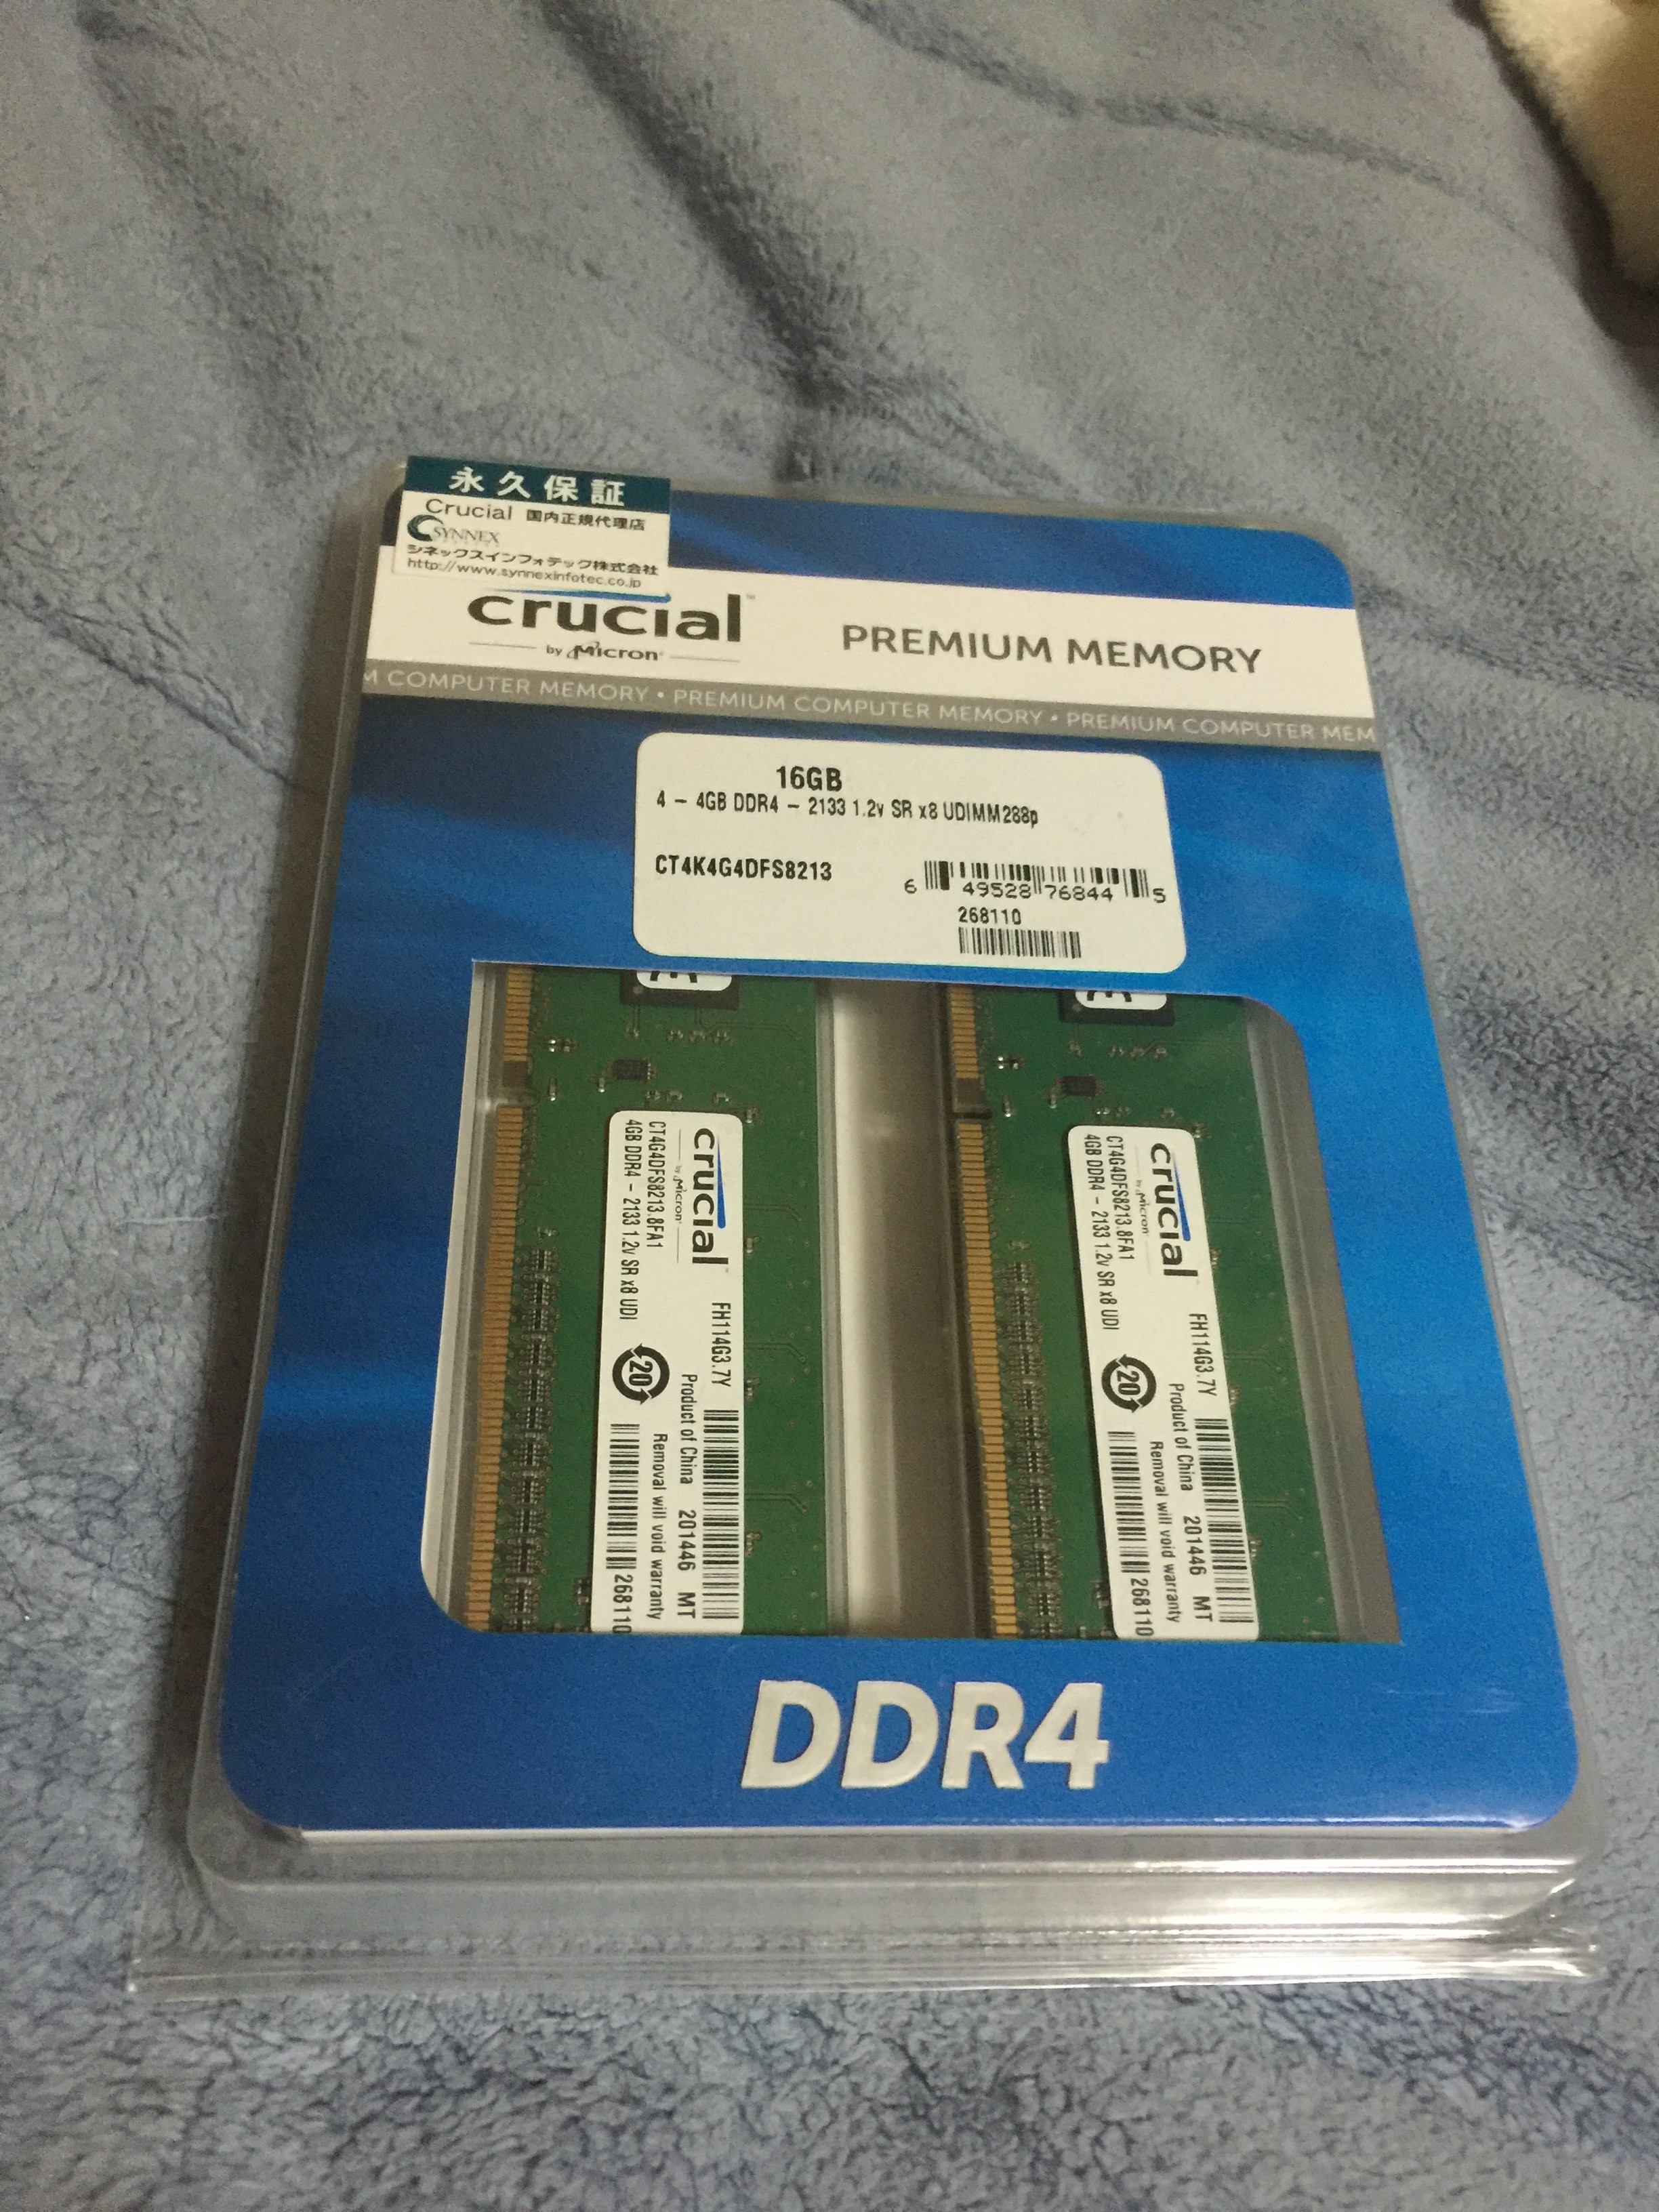 永久保証
Crucial 国内正規代理店
SYNNEX
シネックスインフォテック株式会社
http://www.synnexinfotec.co.jp
crucial™
by Micron®
PREMIUM MEMORY
M COMPUTER MEMORY • PREMIUM COMPUTER MEMORY • PREMIUM COMPUTER MEM
16GB
4 - 4GB DDR4 - 2133 1.2v SR x8 UDIMM288p
CT4K4G4DFS8213
6 49528 76844 5
268110
crucial
by Micron
CT4G4DFS8213.8FA1
4GB DDR4 - 2133 1.2v SR x8 UDI
FH114G3.7Y
Product of China 201446 MT
Removal will void warranty
20
268110
crucial
by Micron
CT4G4DFS8213.8FA1
4GB DDR4 - 2133 1.2v SR x8 UDI
FH114G3.7Y
Product of China 201446 MT
Removal will void warranty
20
268110
DDR4